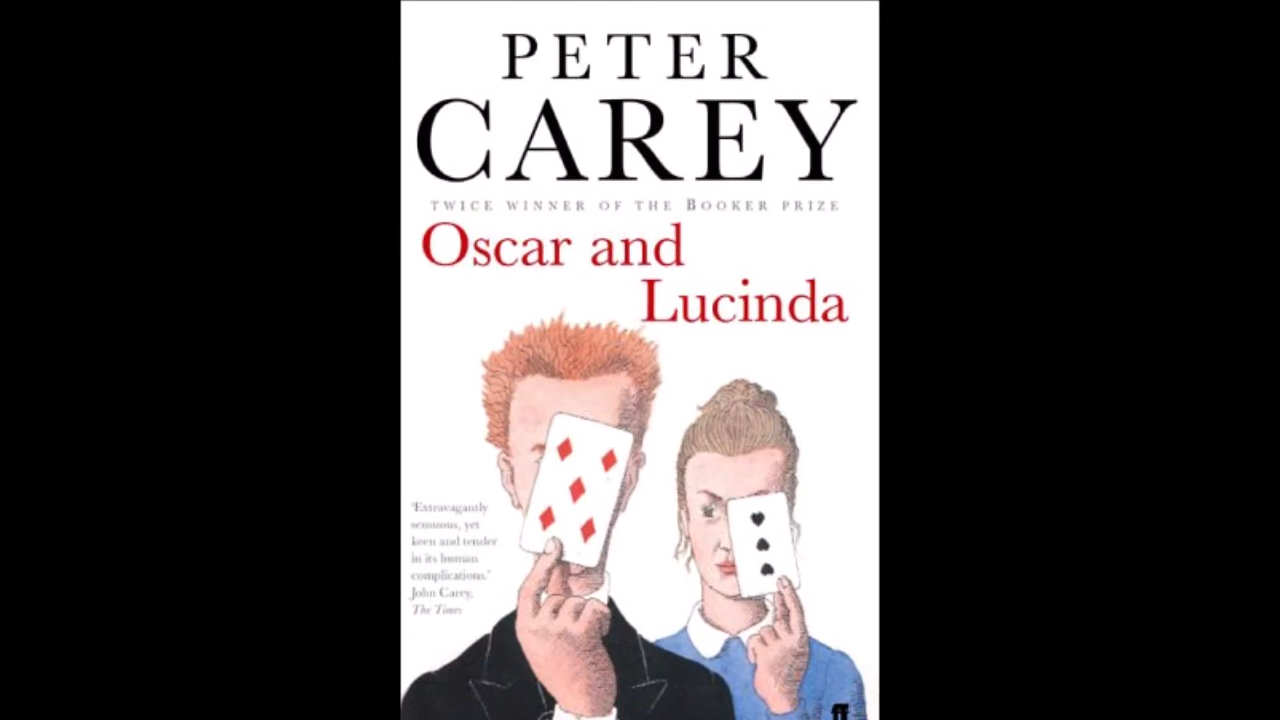 PETER
CAREY
TWICE WINNER OF THE BOOKER PRIZE
Oscar and
Lucinda
'Extravagantly
sensuous, yet
keen and tender
in its human
complications.'
John Carey,
The Times
ff